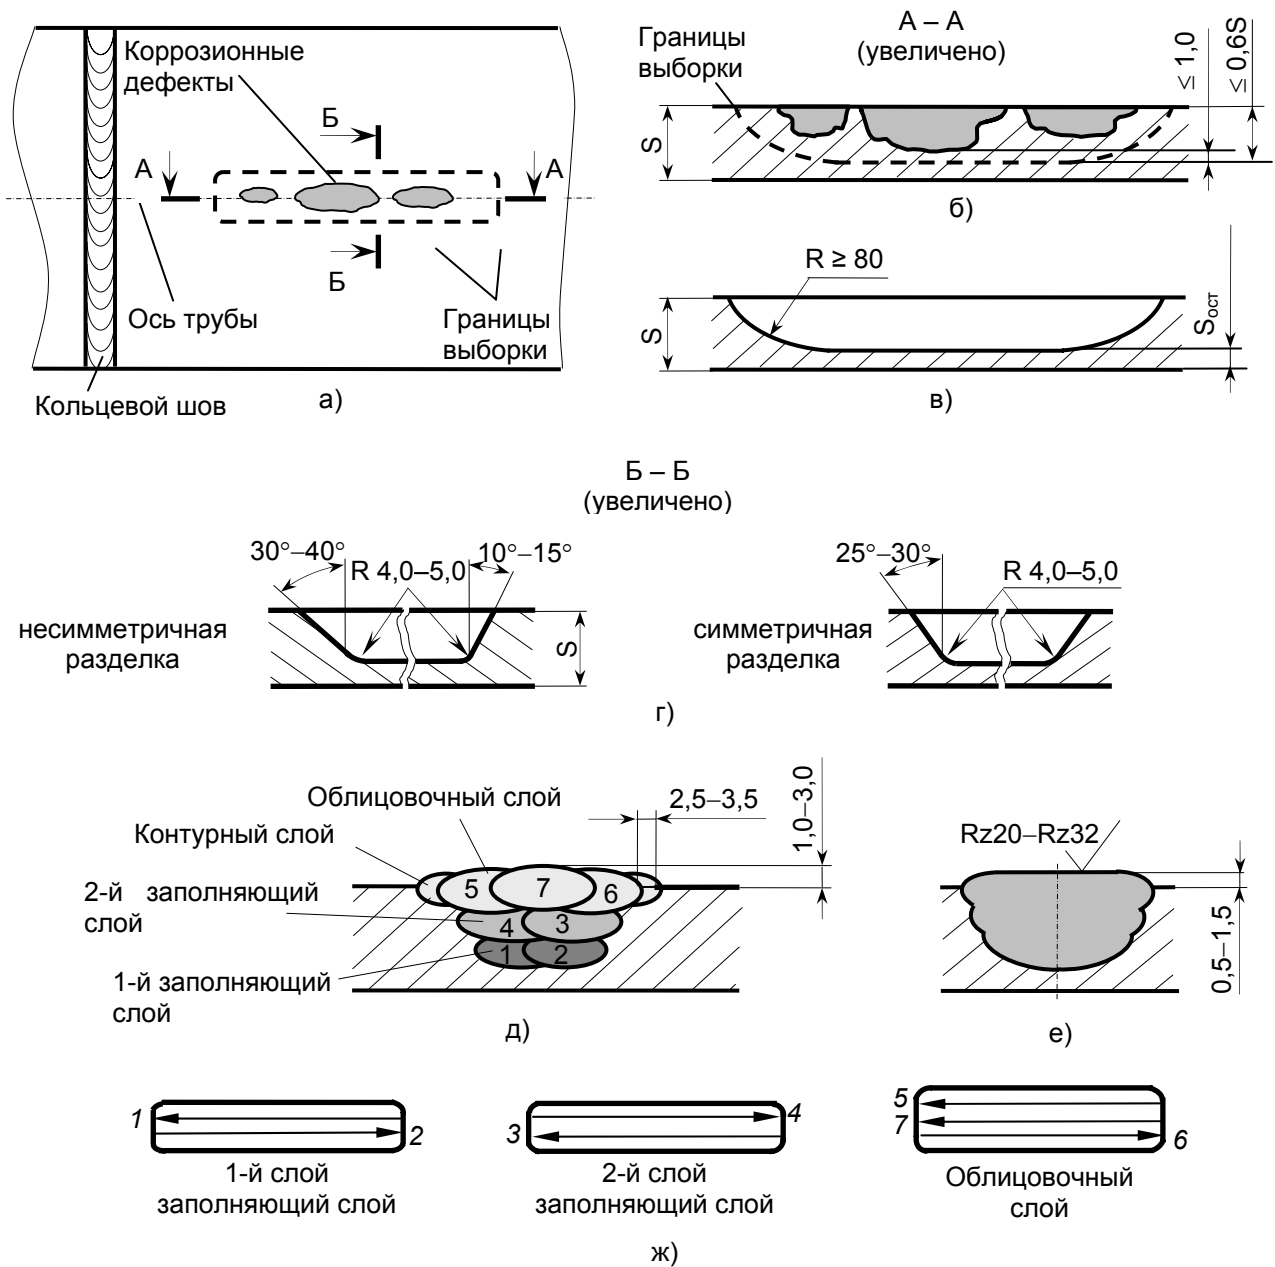 Коррозионные
дефекты
Б
А
А
Б
Ось трубы
Границы
выборки
Кольцевой шов
а)
А – А
(увеличено)
Границы
выборки
≤ 1,0
≤ 0,6S
S
б)
R ≥ 80
S
Sост
в)
Б – Б
(увеличено)
30°–40°
R 4,0–5,0
10°–15°
несимметричная
разделка
S
25°–30°
R 4,0–5,0
симметричная
разделка
г)
Облицовочный слой
Контурный слой
2-й заполняющий
слой
1-й заполняющий
слой
2,5–3,5
1,0–3,0
5
7
6
4
3
1
2
д)
Rz20–Rz32
0,5–1,5
е)
1
2
1-й слой
заполняющий слой
3
4
2-й слой
заполняющий слой
5
7
6
Облицовочный
слой
ж)